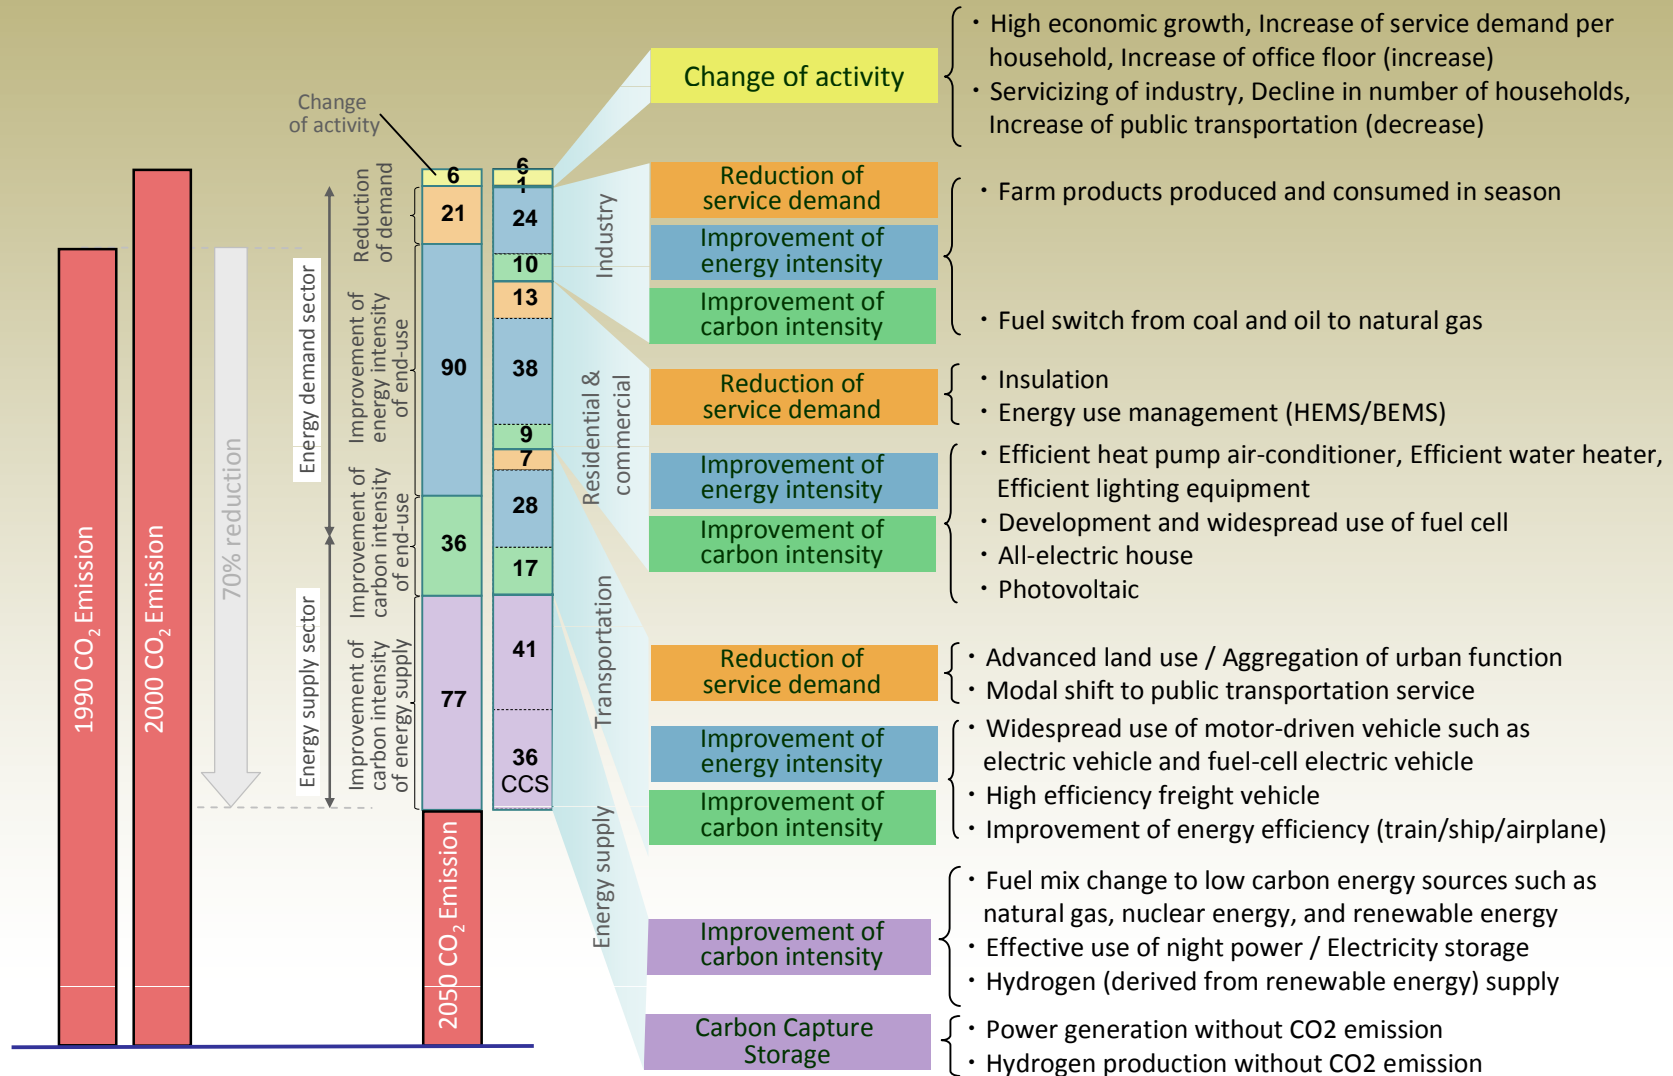 Change
of activity
1990 CO2 Emission
2000 CO2 Emission
70% reduction
Energy demand sector
Energy supply sector
Reduction
of demand
Improvement of
energy intensity
of end-use
Improvement of
carbon intensity
of end-use
Improvement of
carbon intensity
of energy supply
6
21
90
36
77
2050 CO2 Emission
6
1
24
10
13
38
9
7
28
17
41
36
CCS
Industry
Residential &
commercial
Transportation
Energy supply
Change of activity
・High economic growth, Increase of service demand per
household, Increase of office floor (increase)
・Servicizing of industry, Decline in number of households,
Increase of public transportation (decrease)
Reduction of
service demand
Improvement of
energy intensity
Improvement of
carbon intensity
・Farm products produced and consumed in season
・Fuel switch from coal and oil to natural gas
Reduction of
service demand
・Insulation
・Energy use management (HEMS/BEMS)
Improvement of
energy intensity
Improvement of
carbon intensity
・Efficient heat pump air-conditioner, Efficient water heater,
Efficient lighting equipment
・Development and widespread use of fuel cell
・All-electric house
・Photovoltaic
Reduction of
service demand
・Advanced land use / Aggregation of urban function
・Modal shift to public transportation service
Improvement of
energy intensity
Improvement of
carbon intensity
・Widespread use of motor-driven vehicle such as
electric vehicle and fuel-cell electric vehicle
・High efficiency freight vehicle
・Improvement of energy efficiency (train/ship/airplane)
Improvement of
carbon intensity
・Fuel mix change to low carbon energy sources such as
natural gas, nuclear energy, and renewable energy
・Effective use of night power / Electricity storage
・Hydrogen (derived from renewable energy) supply
Carbon Capture
Storage
・Power generation without CO2 emission
・Hydrogen production without CO2 emission